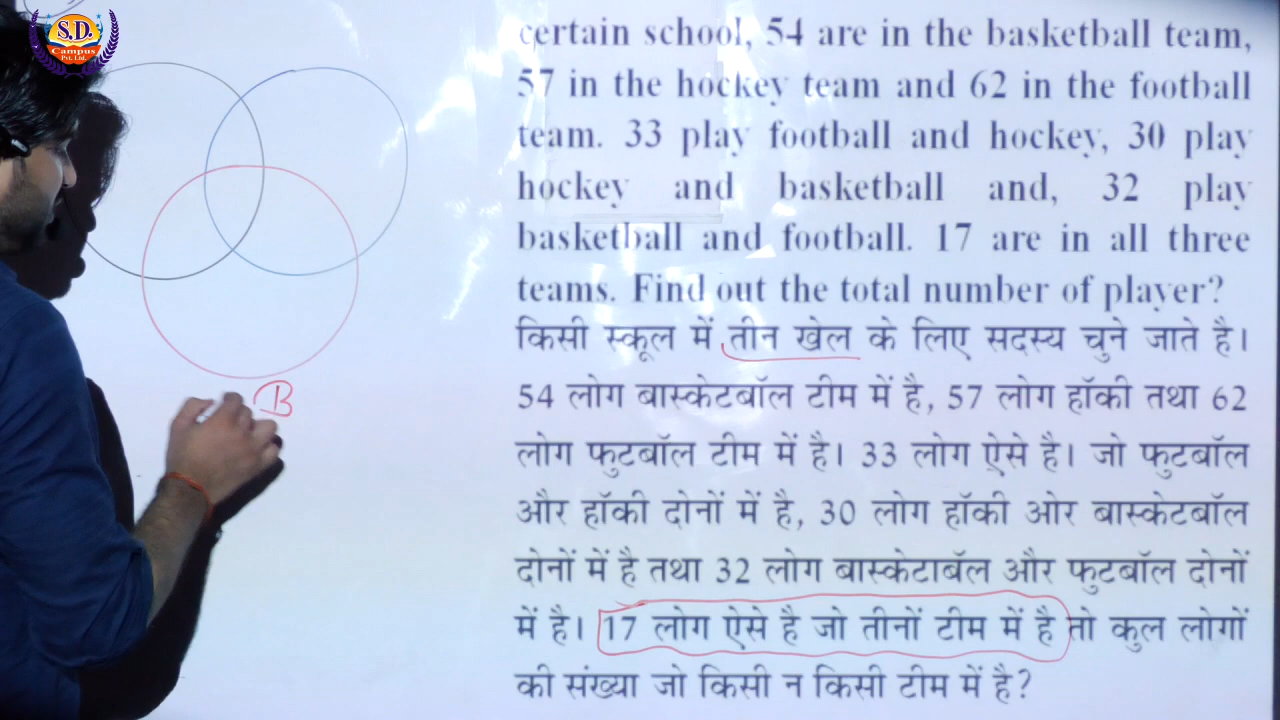 S.D.
Campus
Pvt. Ltd.
certain school, 54 are in the basketball team,
57 in the hockey team and 62 in the football
team. 33 play football and hockey, 30 play
hockey and basketball and, 32 play
basketball and football. 17 are in all three
teams. Find out the total number of player?
किसी स्कूल में तीन खेल के लिए सदस्य चुने जाते है।
54 लोग बास्केटबॉल टीम में है, 57 लोग हॉकी तथा 62
लोग फुटबॉल टीम में है। 33 लोग ऐसे है। जो फुटबॉल
और हॉकी दोनों में है, 30 लोग हॉकी ओर बास्केटबॉल
दोनों में है तथा 32 लोग बास्केटाबॅल और फुटबॉल दोनों
में है। 17 लोग ऐसे है जो तीनों टीम में है तो कुल लोगों
की संख्या जो किसी न किसी टीम में है?
B